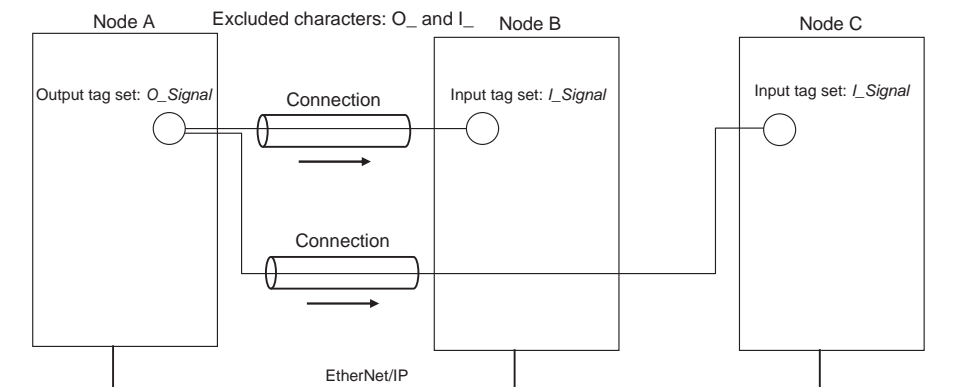 Node A
Excluded characters: O_ and I_
Node B
Node C
Output tag set: O_Signal
Connection
Input tag set: I_Signal
Input tag set: I_Signal
Connection
EtherNet/IP